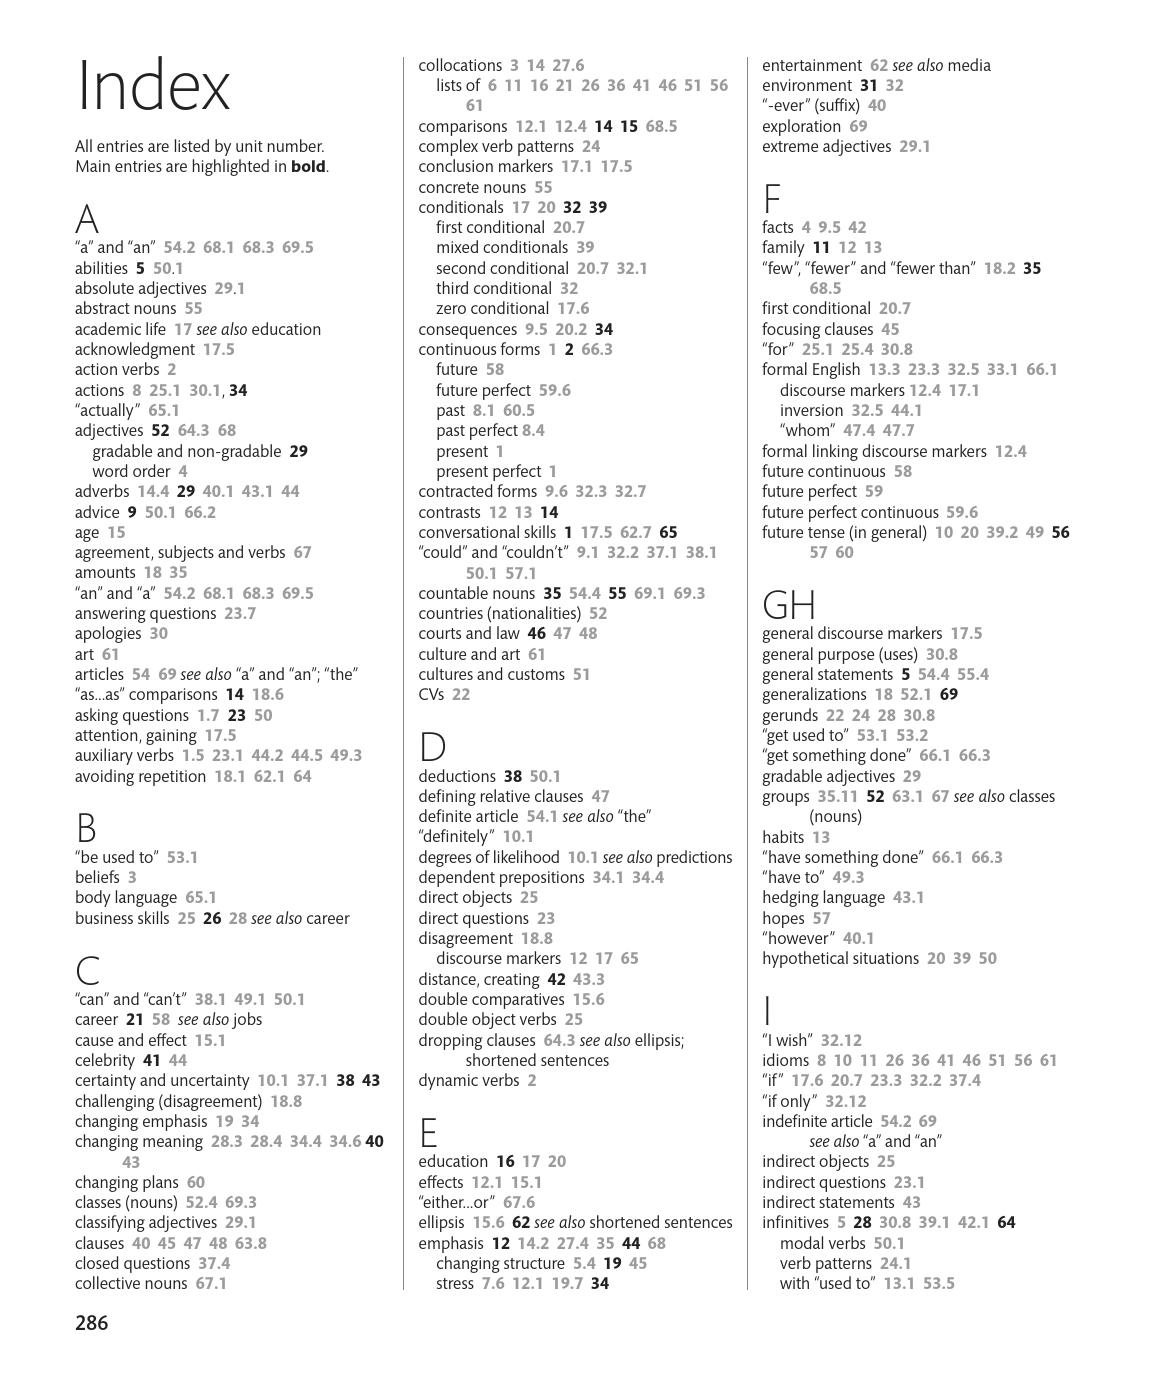 Index
All entries are listed by unit number.
Main entries are highlighted in bold.
A
“a” and “an” 54.2 68.1 68.3 69.5
abilities 5 50.1
absolute adjectives 29.1
abstract nouns 55
academic life 17 see also education
acknowledgment 17.5
action verbs 2
actions 8 25.1 30.1, 34
“actually” 65.1
adjectives 52 64.3 68
gradable and non-gradable 29
word order 4
adverbs 14.4 29 40.1 43.1 44
advice 9 50.1 66.2
age 15
agreement, subjects and verbs 67
amounts 18 35
“an” and “a” 54.2 68.1 68.3 69.5
answering questions 23.7
apologies 30
art 61
articles 54 69 see also “a” and “an”; “the”
“as...as” comparisons 14 18.6
asking questions 1.7 23 50
attention, gaining 17.5
auxiliary verbs 1.5 23.1 44.2 44.5 49.3
avoiding repetition 18.1 62.1 64
B
“be used to” 53.1
beliefs 3
body language 65.1
business skills 25 26 28 see also career
C
“can” and “can’t” 38.1 49.1 50.1
career 21 58 see also jobs
cause and effect 15.1
celebrity 41 44
certainty and uncertainty 10.1 37.1 38 43
challenging (disagreement) 18.8
changing emphasis 19 34
changing meaning 28.3 28.4 34.4 34.6 40
43
changing plans 60
classes (nouns) 52.4 69.3
classifying adjectives 29.1
clauses 40 45 47 48 63.8
closed questions 37.4
collective nouns 67.1
collocations 3 14 27.6
lists of 6 11 16 21 26 36 41 46 51 56
61
comparisons 12.1 12.4 14 15 68.5
complex verb patterns 24
conclusion markers 17.1 17.5
concrete nouns 55
conditionals 17 20 32 39
first conditional 20.7
mixed conditionals 39
second conditional 20.7 32.1
third conditional 32
zero conditional 17.6
consequences 9.5 20.2 34
continuous forms 1 2 66.3
future 58
future perfect 59.6
past 8.1 60.5
past perfect 8.4
present 1
present perfect 1
contracted forms 9.6 32.3 32.7
contrasts 12 13 14
conversational skills 1 17.5 62.7 65
“could” and “couldn’t” 9.1 32.2 37.1 38.1
50.1 57.1
countable nouns 35 54.4 55 69.1 69.3
countries (nationalities) 52
courts and law 46 47 48
culture and art 61
cultures and customs 51
CVs 22
D
deductions 38 50.1
defining relative clauses 47
definite article 54.1 see also “the”
“definitely” 10.1
degrees of likelihood 10.1 see also predictions
dependent prepositions 34.1 34.4
direct objects 25
direct questions 23
disagreement 18.8
discourse markers 12 17 65
distance, creating 42 43.3
double comparatives 15.6
double object verbs 25
dropping clauses 64.3 see also ellipsis;
shortened sentences
dynamic verbs 2
E
education 16 17 20
effects 12.1 15.1
“either...or” 67.6
ellipsis 15.6 62 see also shortened sentences
emphasis 12 14.2 27.4 35 44 68
changing structure 5.4 19 45
stress 7.6 12.1 19.7 34
entertainment 62 see also media
environment 31 32
“-ever” (suffix) 40
exploration 69
extreme adjectives 29.1
F
facts 4 9.5 42
family 11 12 13
“few”, “fewer” and “fewer than” 18.2 35
68.5
first conditional 20.7
focusing clauses 45
“for” 25.1 25.4 30.8
formal English 13.3 23.3 32.5 33.1 66.1
discourse markers 12.4 17.1
inversion 32.5 44.1
“whom” 47.4 47.7
formal linking discourse markers 12.4
future continuous 58
future perfect 59
future perfect continuous 59.6
future tense (in general) 10 20 39.2 49 56
57 60
GH
general discourse markers 17.5
general purpose (uses) 30.8
general statements 5 54.4 55.4
generalizations 18 52.1 69
gerunds 22 24 28 30.8
“get used to” 53.1 53.2
“get something done” 66.1 66.3
gradable adjectives 29
groups 35.11 52 63.1 67 see also classes
(nouns)
habits 13
“have something done” 66.1 66.3
“have to” 49.3
hedging language 43.1
hopes 57
“however” 40.1
hypothetical situations 20 39 50
I
“I wish” 32.12
idioms 8 10 11 26 36 41 46 51 56 61
“if” 17.6 20.7 23.3 32.2 37.4
“if only” 32.12
indefinite article 54.2 69
see also “a” and “an”
indirect objects 25
indirect questions 23.1
indirect statements 43
infinitives 5 28 30.8 39.1 42.1 64
modal verbs 50.1
verb patterns 24.1
with “used to” 13.1 53.5
286